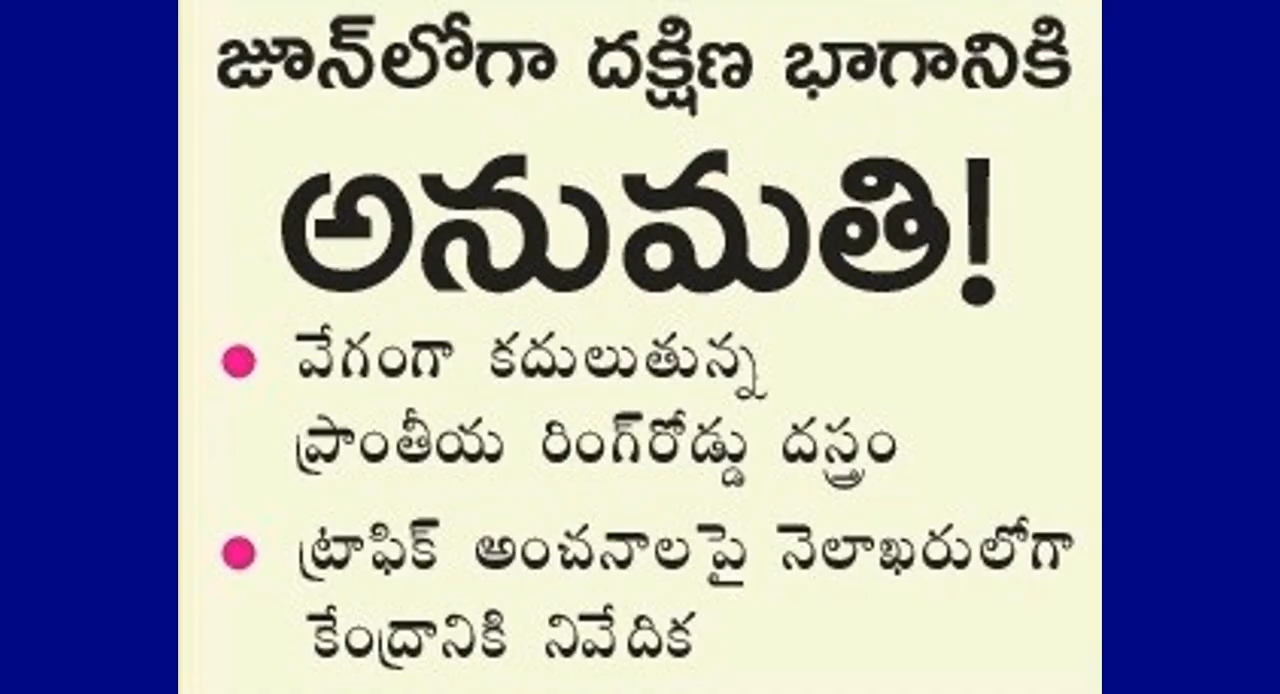 జూన్‌లోగా దక్షిణ భాగానికి
అనుమతి!
● వేగంగా కదులుతున్న
ప్రాంతీయ రింగ్‌రోడ్డు దస్త్రం
● ట్రాఫిక్ అంచనాలపై నెలాఖరులోగా
కేంద్రానికి నివేదిక